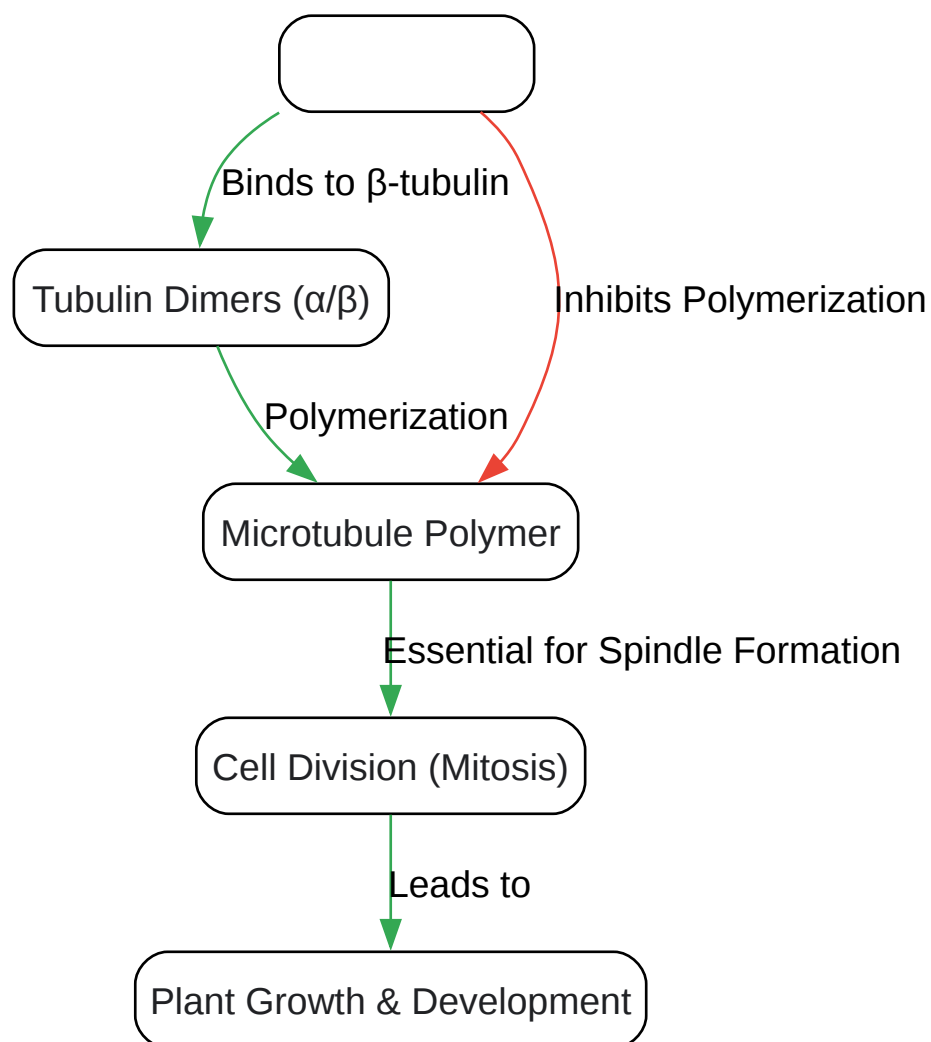 Binds to β-tubulin
Tubulin Dimers (α/β)
Inhibits Polymerization
Polymerization
Microtubule Polymer
Essential for Spindle Formation
Cell Division (Mitosis)
Leads to
Plant Growth & Development